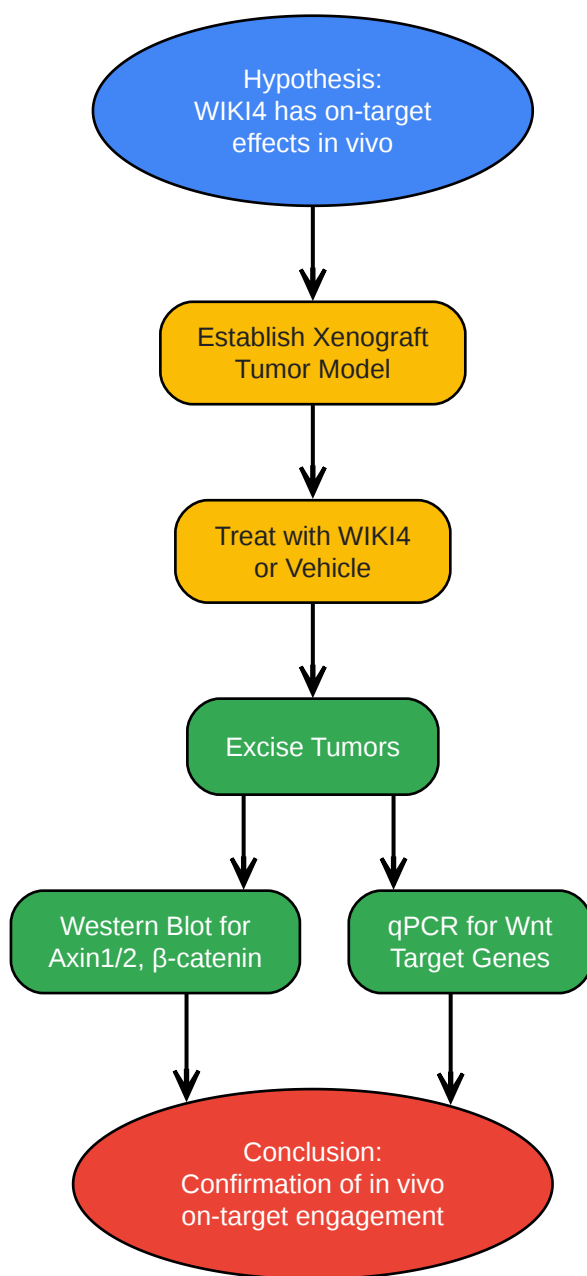 Hypothesis:
WIKI4 has on-target
effects in vivo
Establish Xenograft
Tumor Model
Treat with WIKI4
or Vehicle
Excise Tumors
Western Blot for
Axin1/2, β-catenin
qPCR for Wnt
Target Genes
Conclusion:
Confirmation of in vivo
on-target engagement